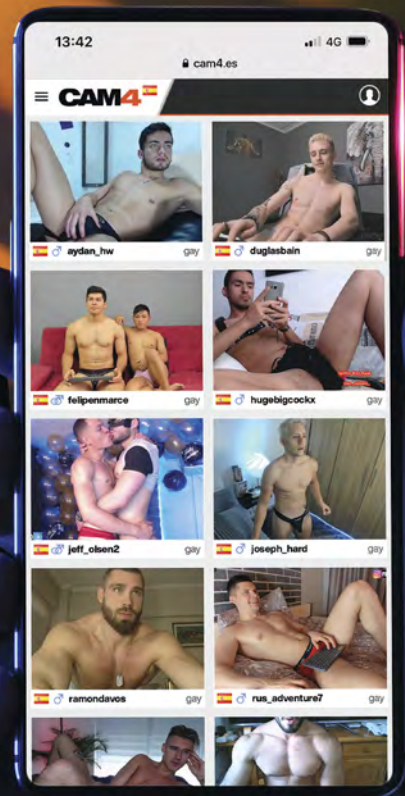 13:42
4G
cam4.es
CAM4
aydan_hw
gay
duglasbain
gay
felipenmarce
gay
hugebigcockx
gay
jeff_olsen2
gay
joseph_hard
gay
ramondavos
gay
rus_adventure7
gay